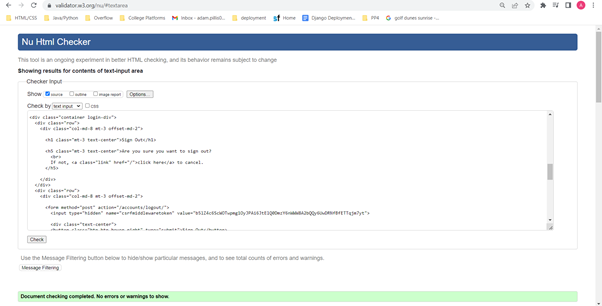 validator.w3.org/nu/#textarea
HTML/CSS Java/Python Overflow College Platforms Inbox - adam.pillx0... deployment Home Django Deploymen... PP4 golf dunes sunrise -...
Nu Html Checker
This tool is an ongoing experiment in better HTML checking, and its behavior remains subject to change
Showing results for contents of text-input area
Checker Input
Show source outline image report Options...
Check by text input css
<div class="container login-div">
<div class="row">
<div class="col-md-8 mt-3 offset-md-2">
<h1 class="mt-3 text-center">Sign Out</h1>
<h5 class="mt-3 text-center">Are you sure you want to sign out?
<br>
If not, <a class="link" href="/">click here</a> to cancel.
</h5>
</div>
</div>
<div class="row">
<div class="col-md-8 mt-3 offset-md-2">
<form method="post" action="/accounts/logout/">
<input type="hidden" name="csrfmiddlewaretoken"
<div class="text-center">
Check
Use the Message Filtering button below to hide/show particular messages, and to see total counts of errors and warnings.
Message Filtering
Document checking completed. No errors or warnings to show.